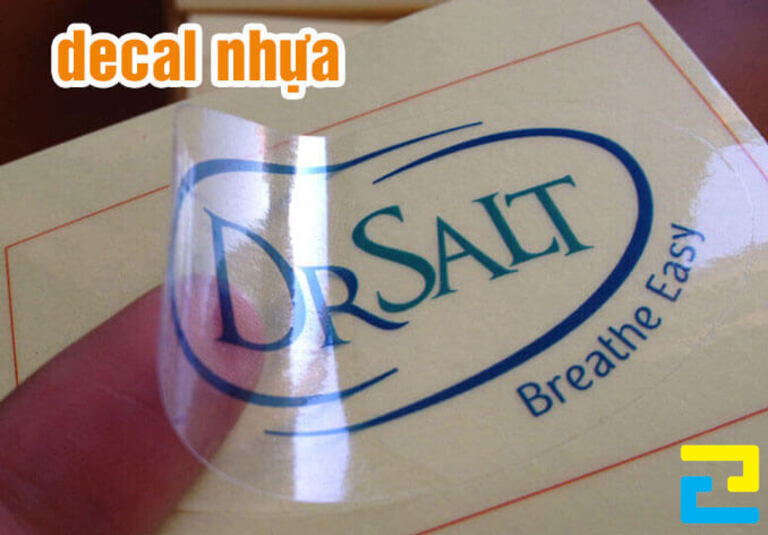 decal nhựa
DRSALT
Breathe Easy